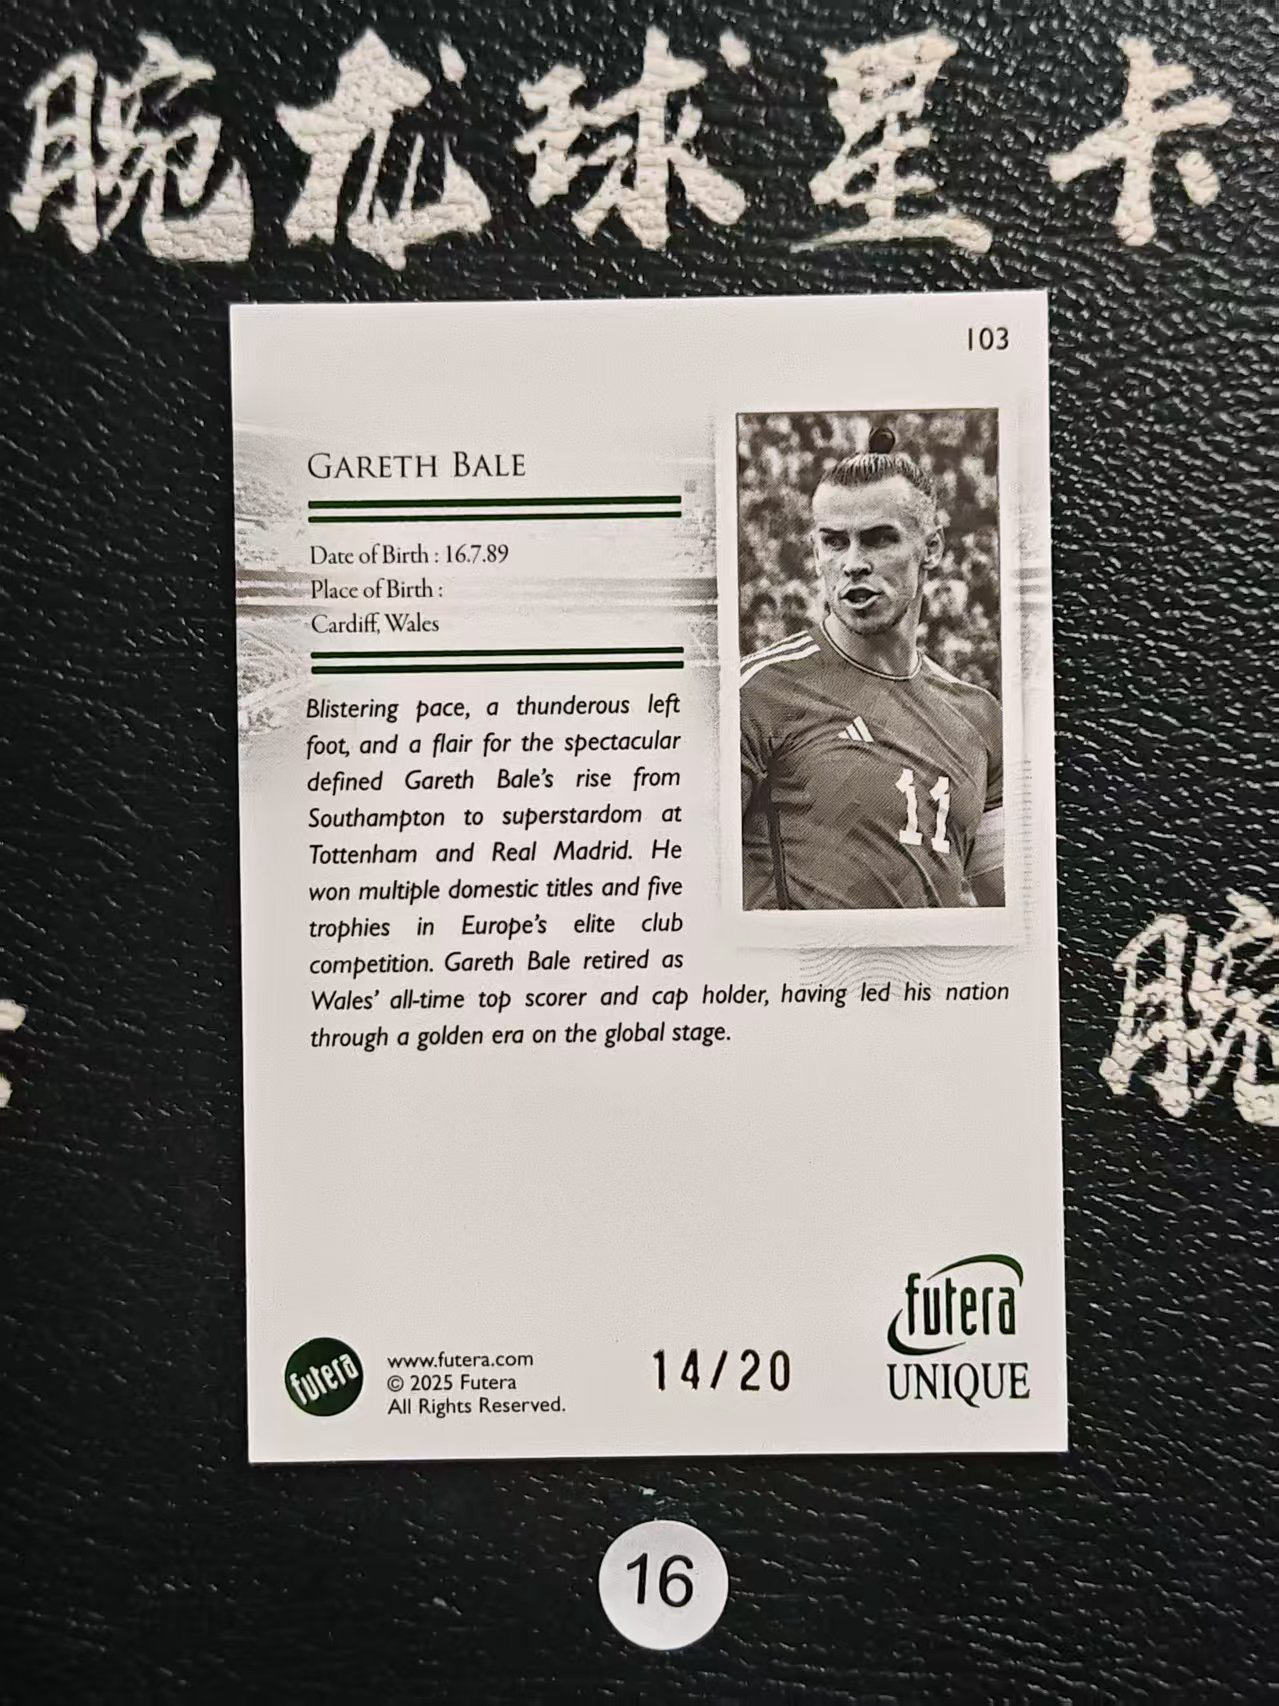 腕龙球星卡
103
GARETH BALE
Date of Birth : 16.7.89
Place of Birth :
Cardiff, Wales
Blistering pace, a thunderous left
foot, and a flair for the spectacular
defined Gareth Bale's rise from
Southampton to superstardom at
Tottenham and Real Madrid. He
won multiple domestic titles and five
trophies in Europe's elite club
competition. Gareth Bale retired as
Wales' all-time top scorer and cap holder, having led his nation
through a golden era on the global stage.
11
腕
futera
UNIQUE
futera
www.futera.com
© 2025 Futera
All Rights Reserved.
14/20
16